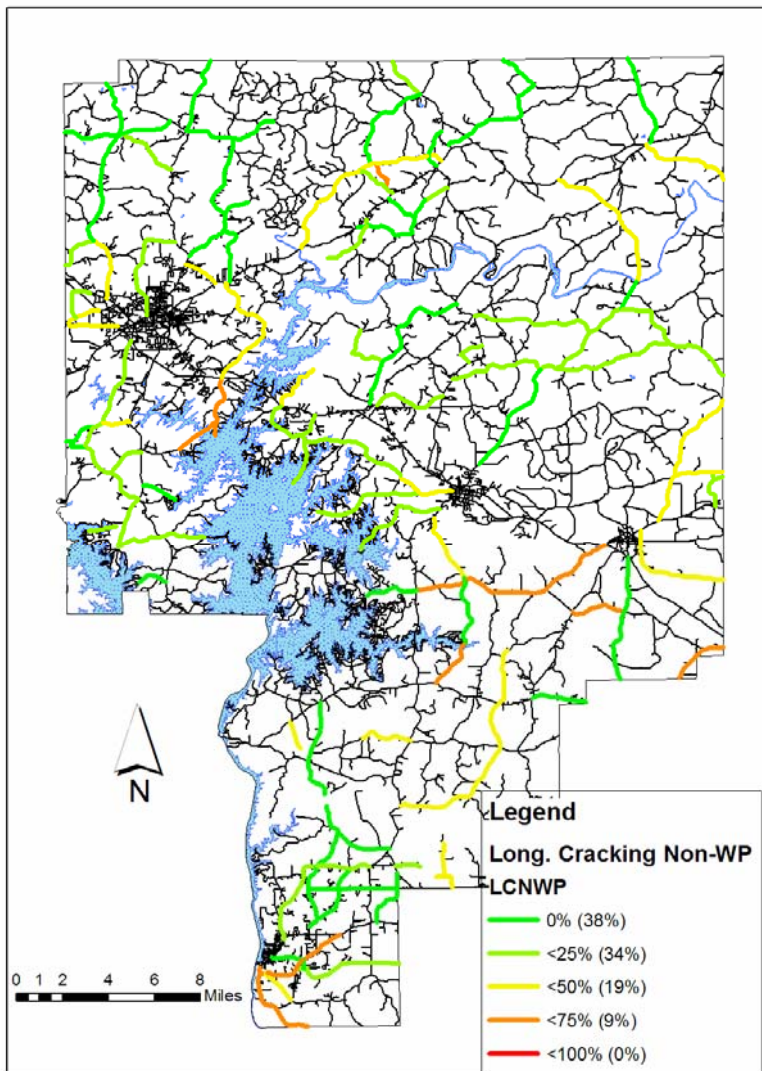 N
0 1 2 4 6 8
Miles
Legend
Long. Cracking Non-WP
LCNWP
0% (38%)
<25% (34%)
<50% (19%)
<75% (9%)
<100% (0%)